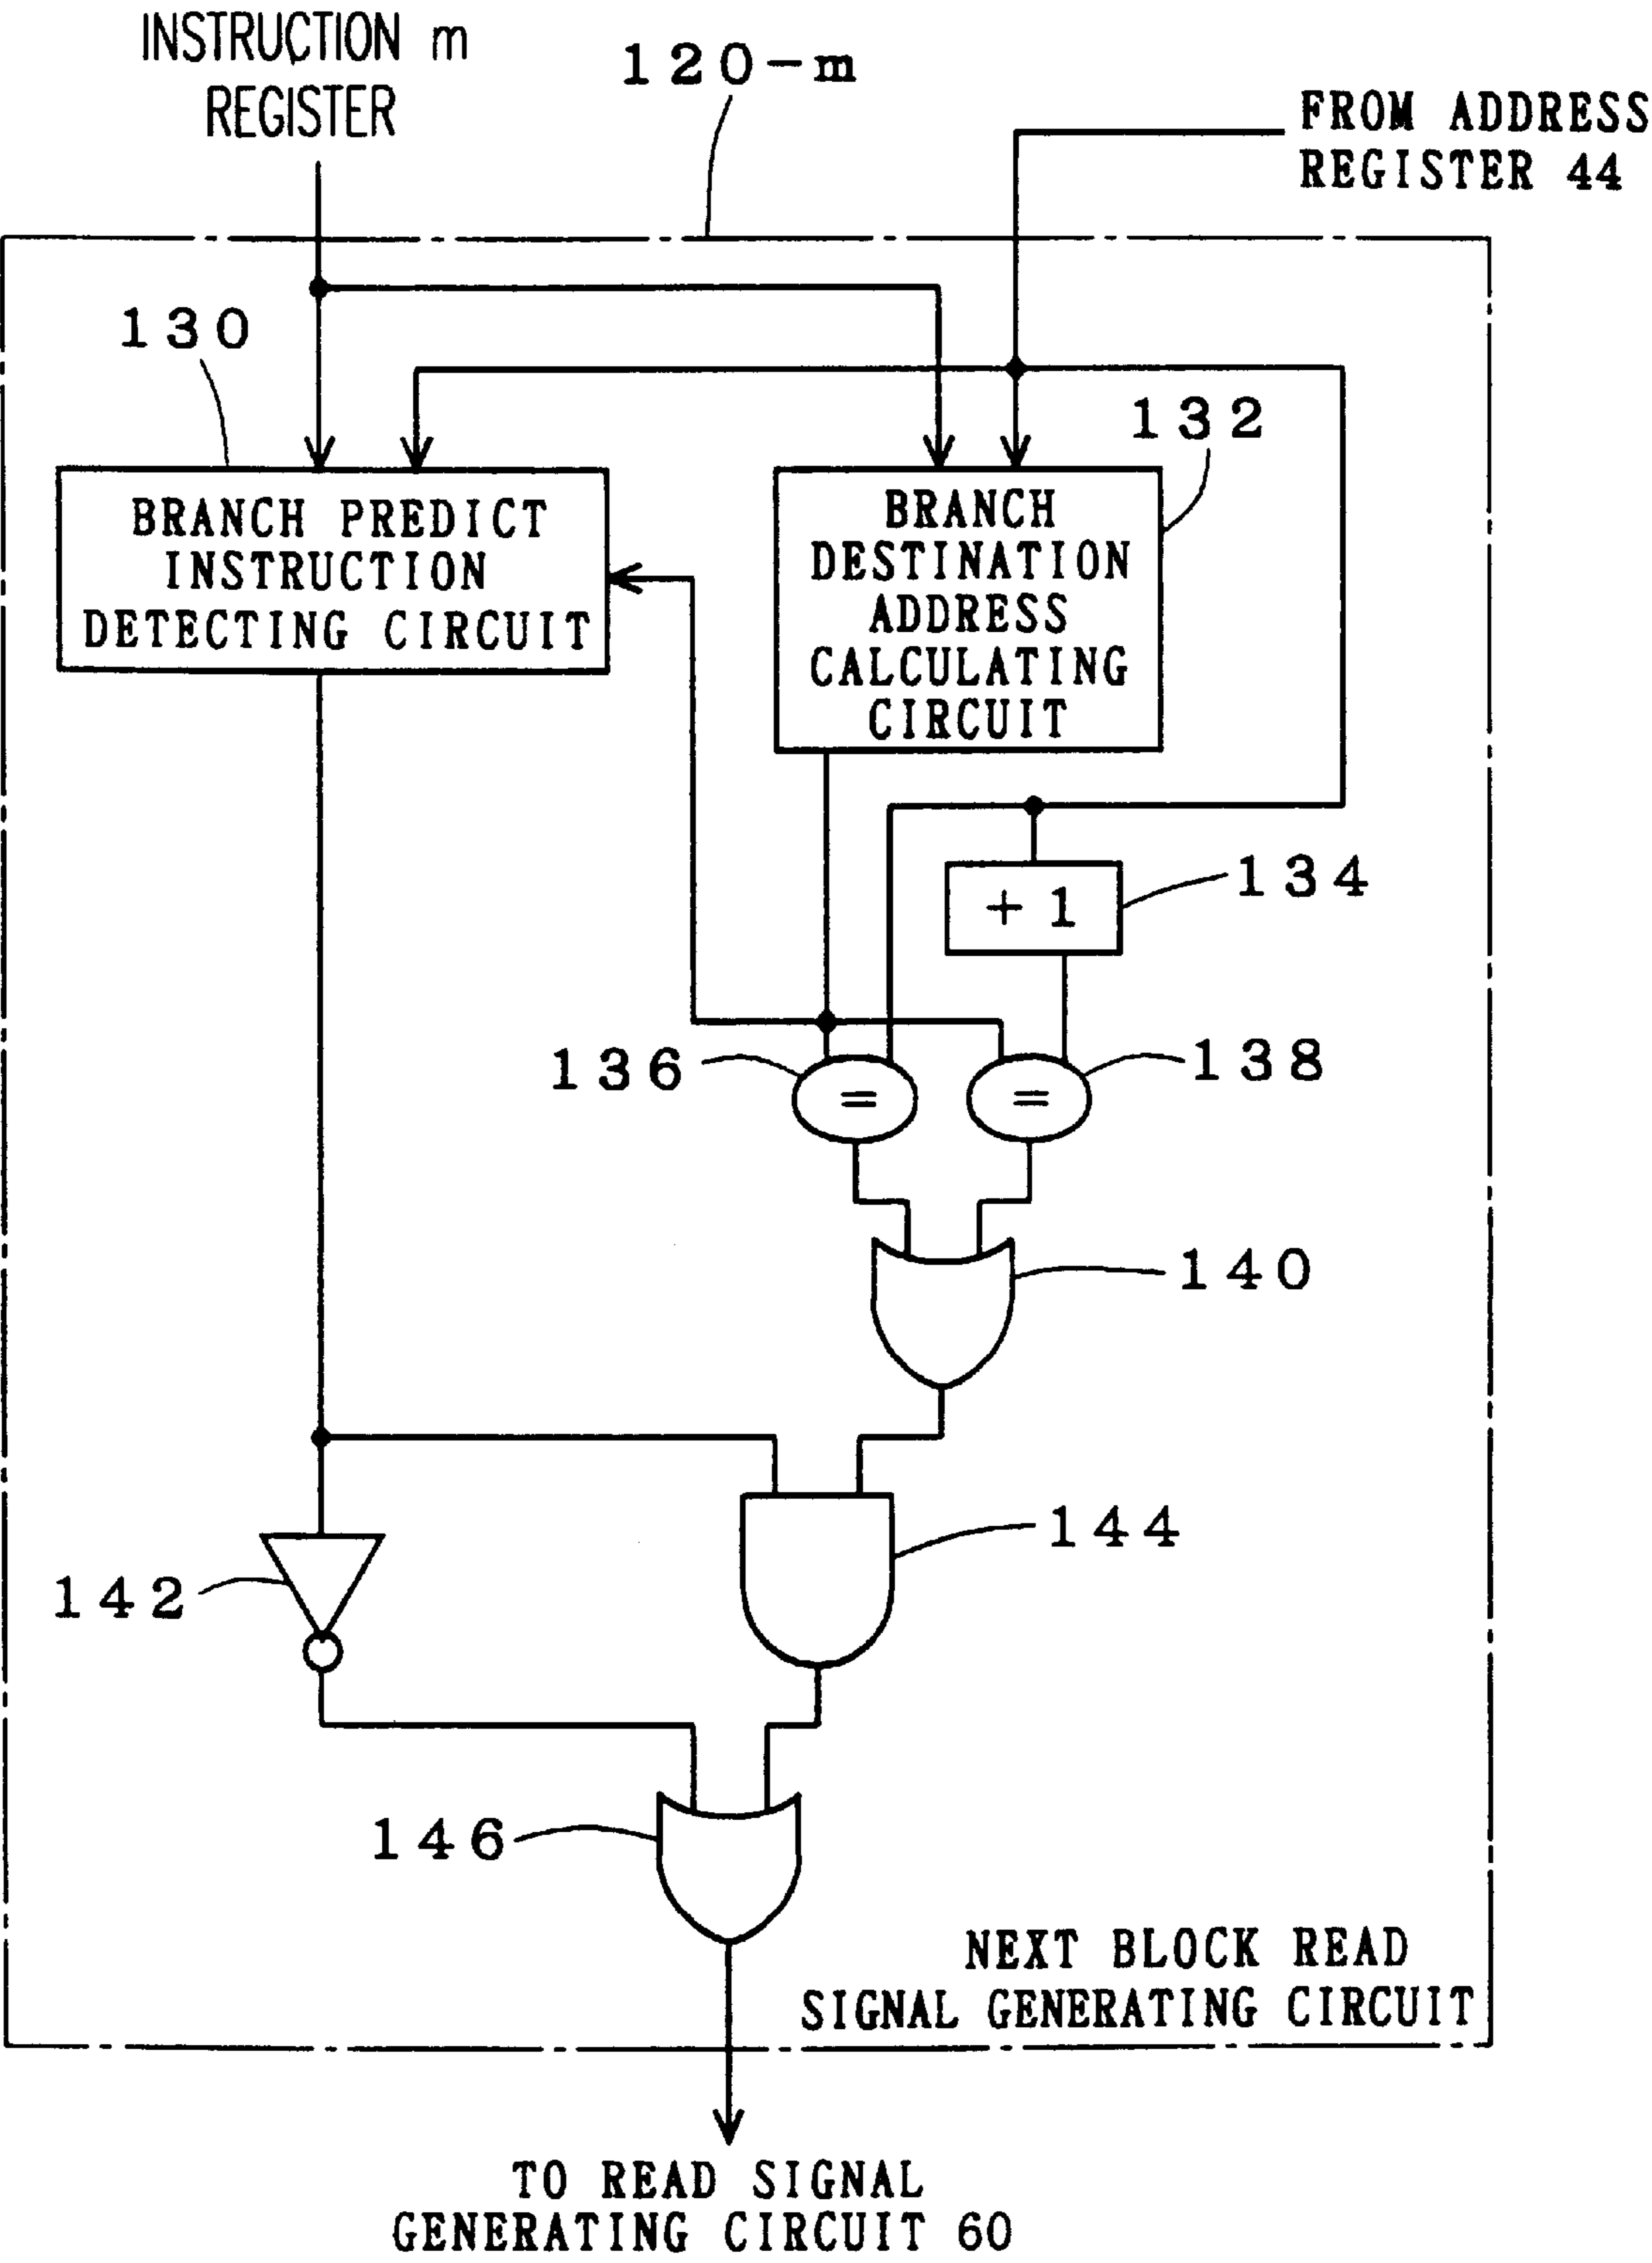 INSTRUCTION m
REGISTER
120-m
FROM ADDRESS
REGISTER 44
130
132
BRANCH PREDICT
INSTRUCTION
DETECTING CIRCUIT
BRANCH
DESTINATION
ADDRESS
CALCULATING
CIRCUIT
134
+1
136
=
=
138
140
144
142
146
NEXT BLOCK READ
SIGNAL GENERATING CIRCUIT
TO READ SIGNAL
GENERATING CIRCUIT 60